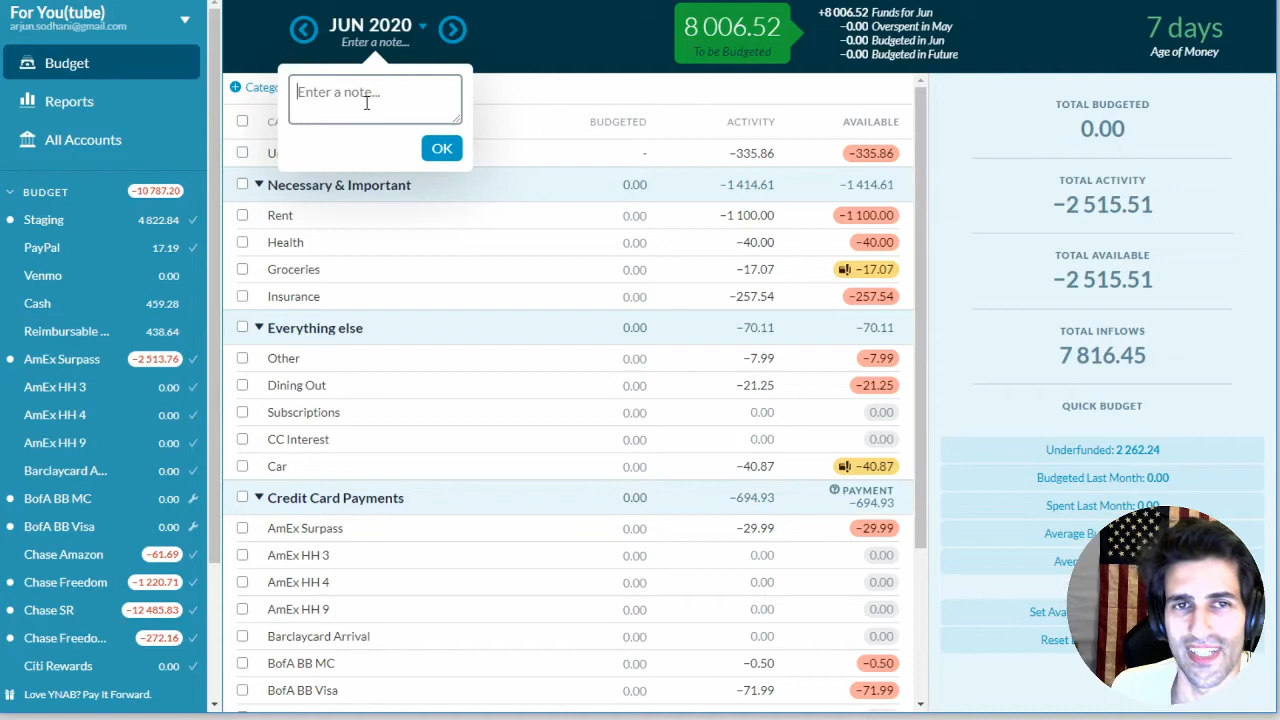 For You(tube)
arjun.sodhani@gmail.com
Budget
Reports
All Accounts
BUDGET −10 787.20
Staging 4 822.84
PayPal 17.19
Venmo 0.00
Cash 459.28
Reimbursable ... 438.64
AmEx Surpass −2 513.76
AmEx HH 3 0.00
AmEx HH 4 0.00
AmEx HH 9 0.00
Barclaycard A... 0.00
BofA BB MC 0.00
BofA BB Visa 0.00
Chase Amazon −61.69
Chase Freedom −1 220.71
Chase SR −12 485.83
Chase Freedo... −272.16
Citi Rewards 0.00
Love YNAB? Pay It Forward.
JUN 2020
Enter a note...
Enter a note...
OK
8 006.52
To be Budgeted
+8 006.52 Funds for Jun
−0.00 Overspent in May
−0.00 Budgeted in Jun
−0.00 Budgeted in Future
7 days
Age of Money
BUDGETED ACTIVITY AVAILABLE
- −335.86 −335.86
Necessary & Important 0.00 −1 414.61 −1 414.61
Rent 0.00 −1 100.00 −1 100.00
Health 0.00 −40.00 −40.00
Groceries 0.00 −17.07 −17.07
Insurance 0.00 −257.54 −257.54
Everything else 0.00 −70.11 −70.11
Other 0.00 −7.99 −7.99
Dining Out 0.00 −21.25 −21.25
Subscriptions 0.00 0.00 0.00
CC Interest 0.00 0.00 0.00
Car 0.00 −40.87 −40.87
Credit Card Payments 0.00 −694.93 PAYMENT
−694.93
AmEx Surpass 0.00 −29.99 −29.99
AmEx HH 3 0.00 0.00 0.00
AmEx HH 4 0.00 0.00 0.00
AmEx HH 9 0.00 0.00 0.00
Barclaycard Arrival 0.00 0.00 0.00
BofA BB MC 0.00 −0.50 −0.50
BofA BB Visa 0.00 −71.99 −71.99
TOTAL BUDGETED
0.00
TOTAL ACTIVITY
−2 515.51
TOTAL AVAILABLE
−2 515.51
TOTAL INFLOWS
7 816.45
QUICK BUDGET
Underfunded: 2 262.24
Budgeted Last Month: 0.00
Spent Last Month: 0.00
Set
Reset